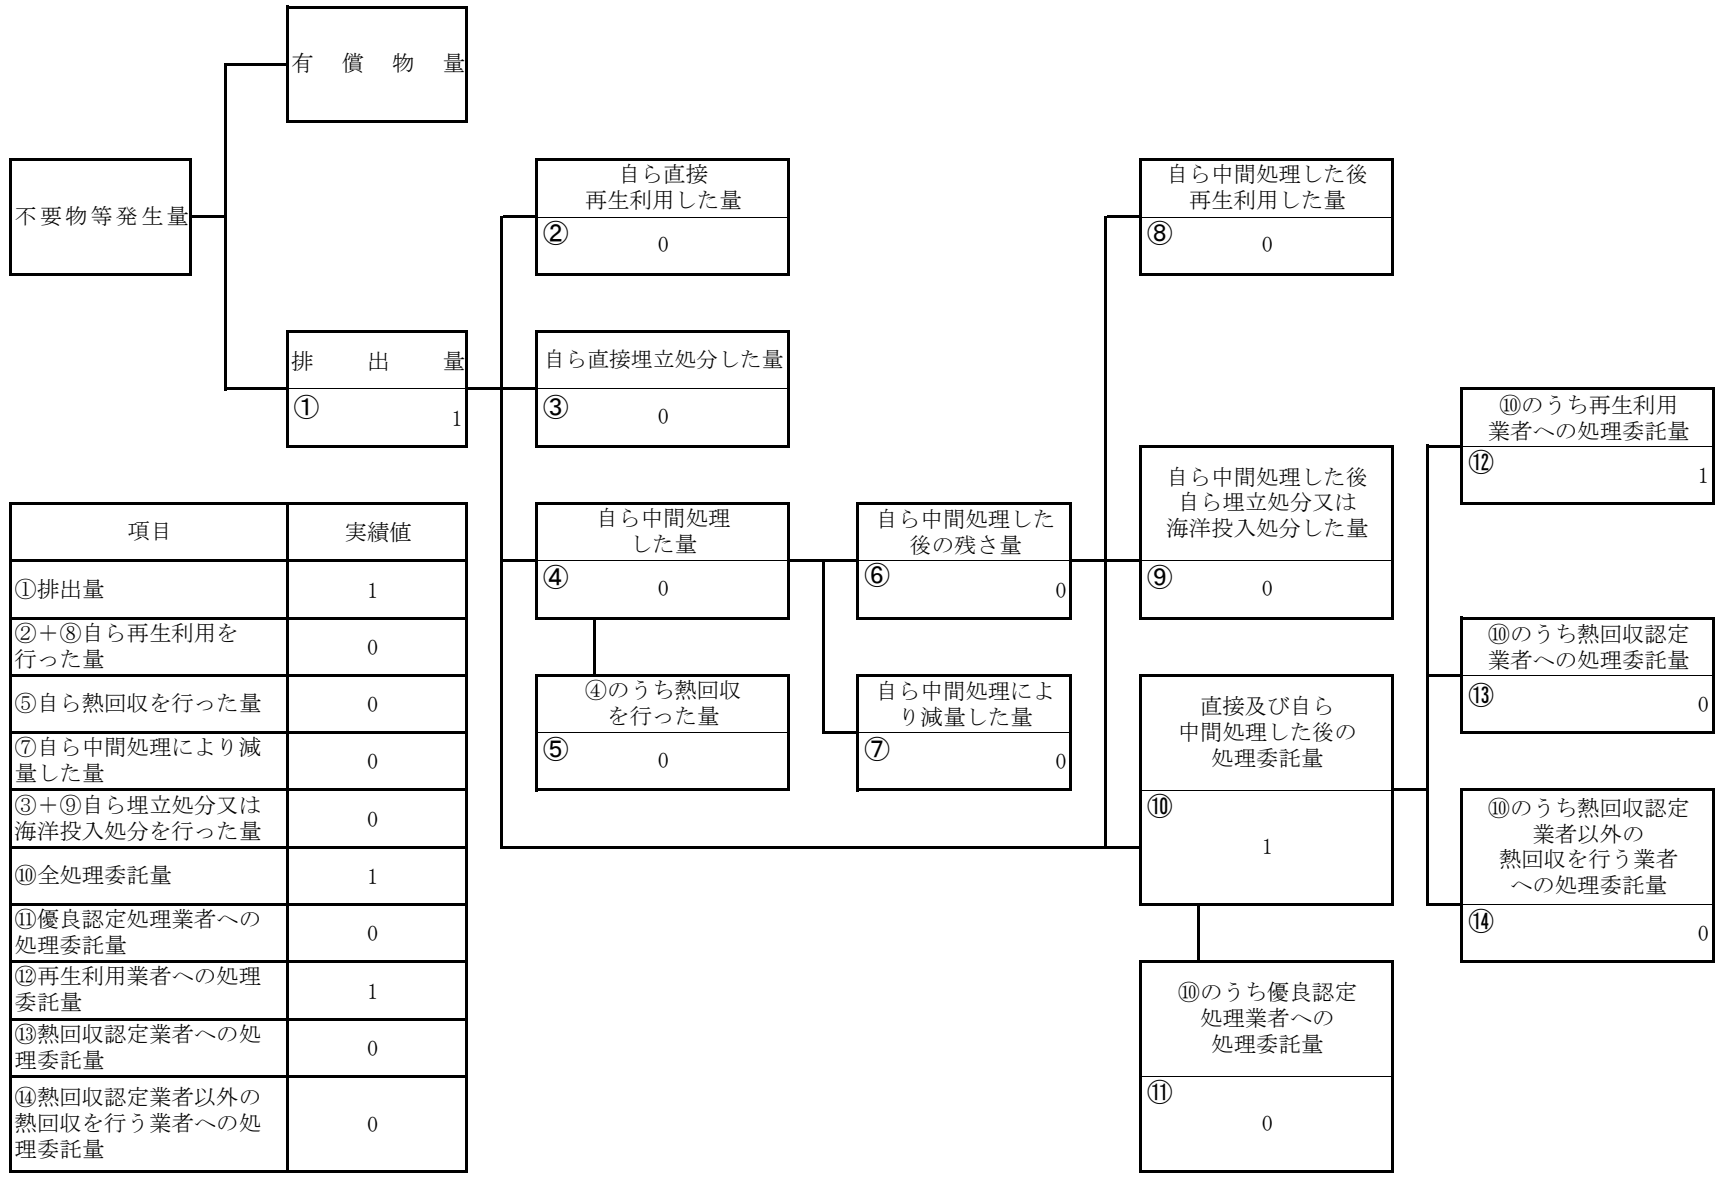 有償物量
不要物等発生量
排出量
①
1
自ら直接
再生利用した量
②
0
自ら直接埋立処分した量
③
0
自ら中間処理
した量
④
0
④のうち熱回収
を行った量
⑤
0
自ら中間処理した
後の残さ量
⑥
0
自ら中間処理によ
り減量した量
⑦
0
自ら中間処理した後
再生利用した量
⑧
0
自ら中間処理した後
自ら埋立処分又は
海洋投入処分した量
⑨
0
直接及び自ら
中間処理した後の
処理委託量
⑩
1
⑩のうち優良認定
処理業者への
処理委託量
⑪
0
⑩のうち再生利用
業者への処理委託量
⑫
1
⑩のうち熱回収認定
業者への処理委託量
⑬
0
⑩のうち熱回収認定
業者以外の
熱回収を行う業者
への処理委託量
⑭
0
項目 実績値
①排出量 1
②＋⑧自ら再生利用を
行った量 0
⑤自ら熱回収を行った量 0
⑦自ら中間処理により減
量した量 0
③＋⑨自ら埋立処分又は
海洋投入処分を行った量 0
⑩全処理委託量 1
⑪優良認定処理業者への
処理委託量 0
⑫再生利用業者への処理
委託量 1
⑬熱回収認定業者への処
理委託量 0
⑭熱回収認定業者以外の
熱回収を行う業者への処
理委託量 0